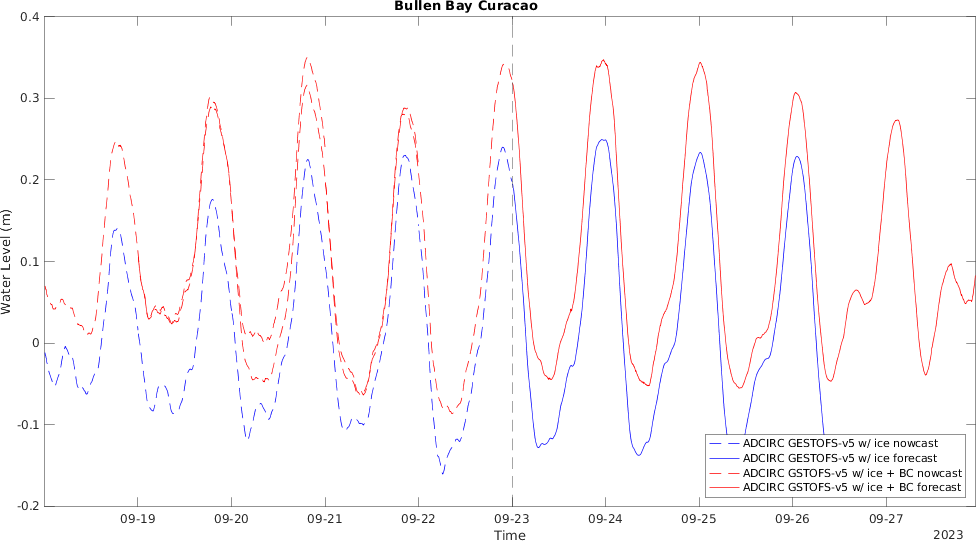 Bullen Bay Curacao
0.4
0.3
0.2
0.1
0
-0.1
-0.2
Water Level (m)
09-19
09-20
09-21
09-22
09-23
09-24
09-25
09-26
09-27
Time
2023
ADCIRC GESTOFS-v5 w/ ice nowcast
ADCIRC GESTOFS-v5 w/ ice forecast
ADCIRC GSTOFS-v5 w/ ice + BC nowcast
ADCIRC GSTOFS-v5 w/ ice + BC forecast